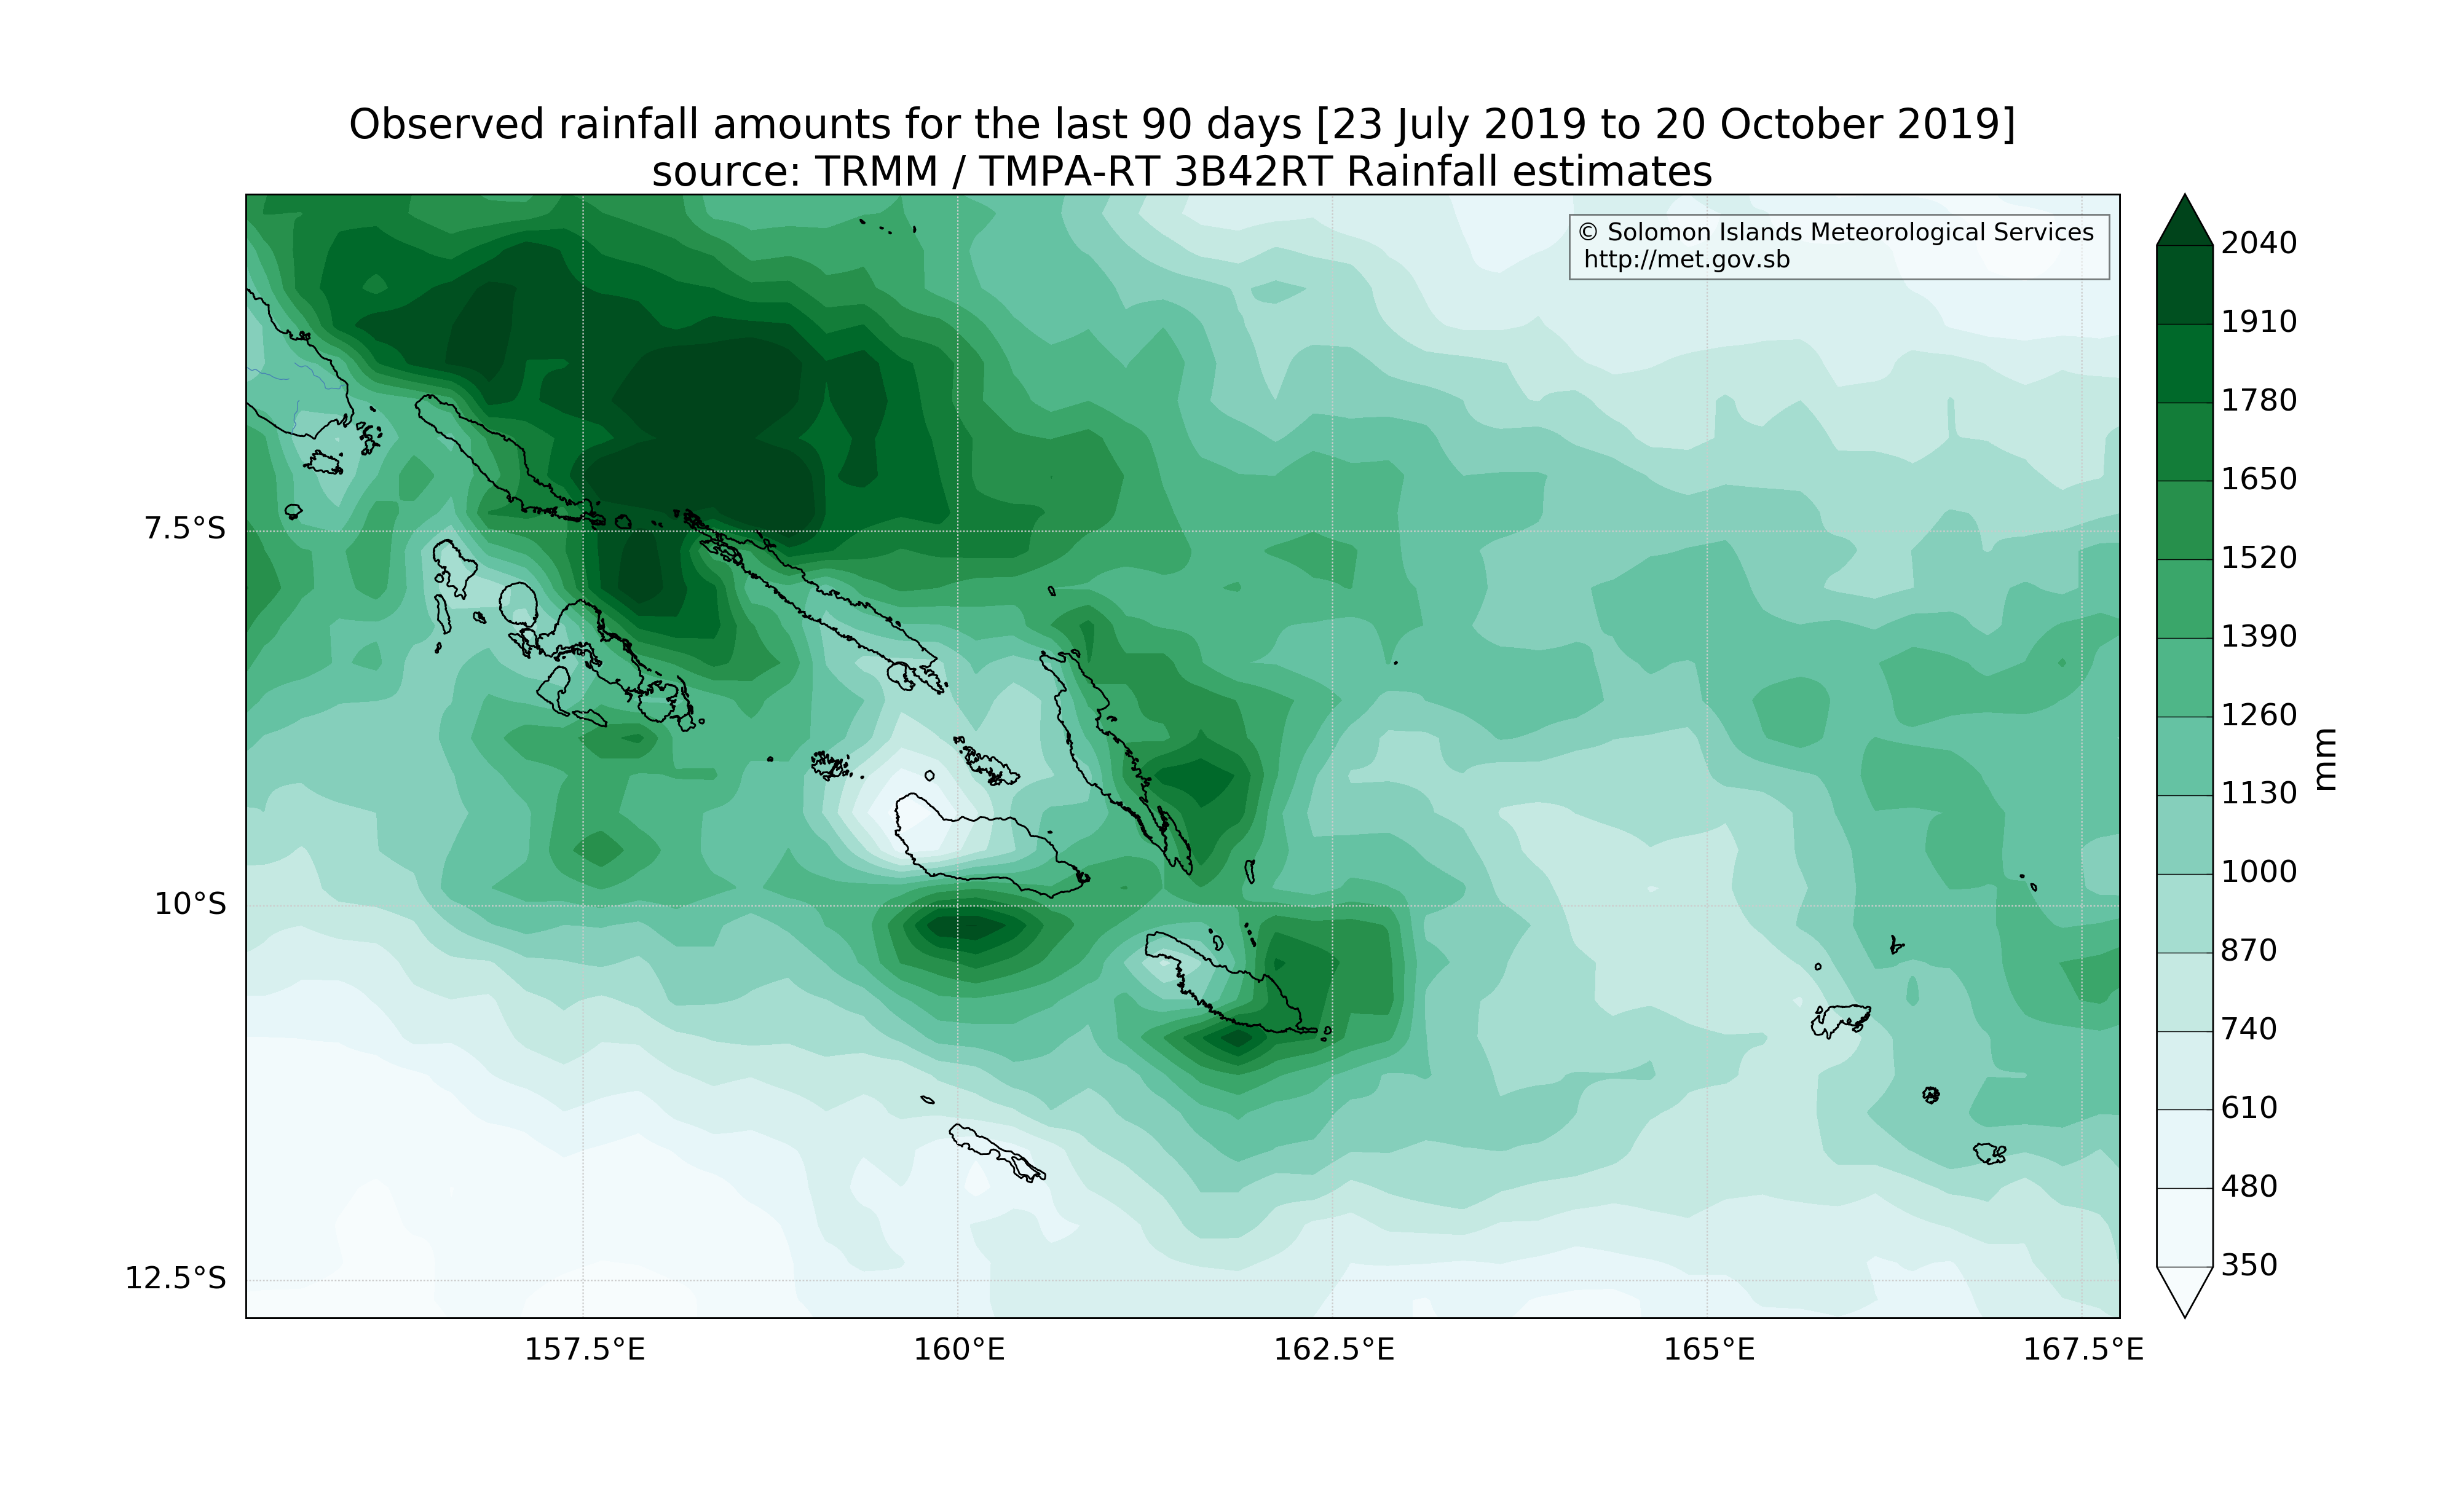 Observed rainfall amounts for the last 90 days [23 July 2019 to 20 October 2019]
source: TRMM / TMPA-RT 3B42RT Rainfall estimates
© Solomon Islands Meteorological Services
http://met.gov.sb
7.5°S
10°S
12.5°S
157.5°E
160°E
162.5°E
165°E
167.5°E
2040
1910
1780
1650
1520
1390
1260
1130
1000
870
740
610
480
350
mm